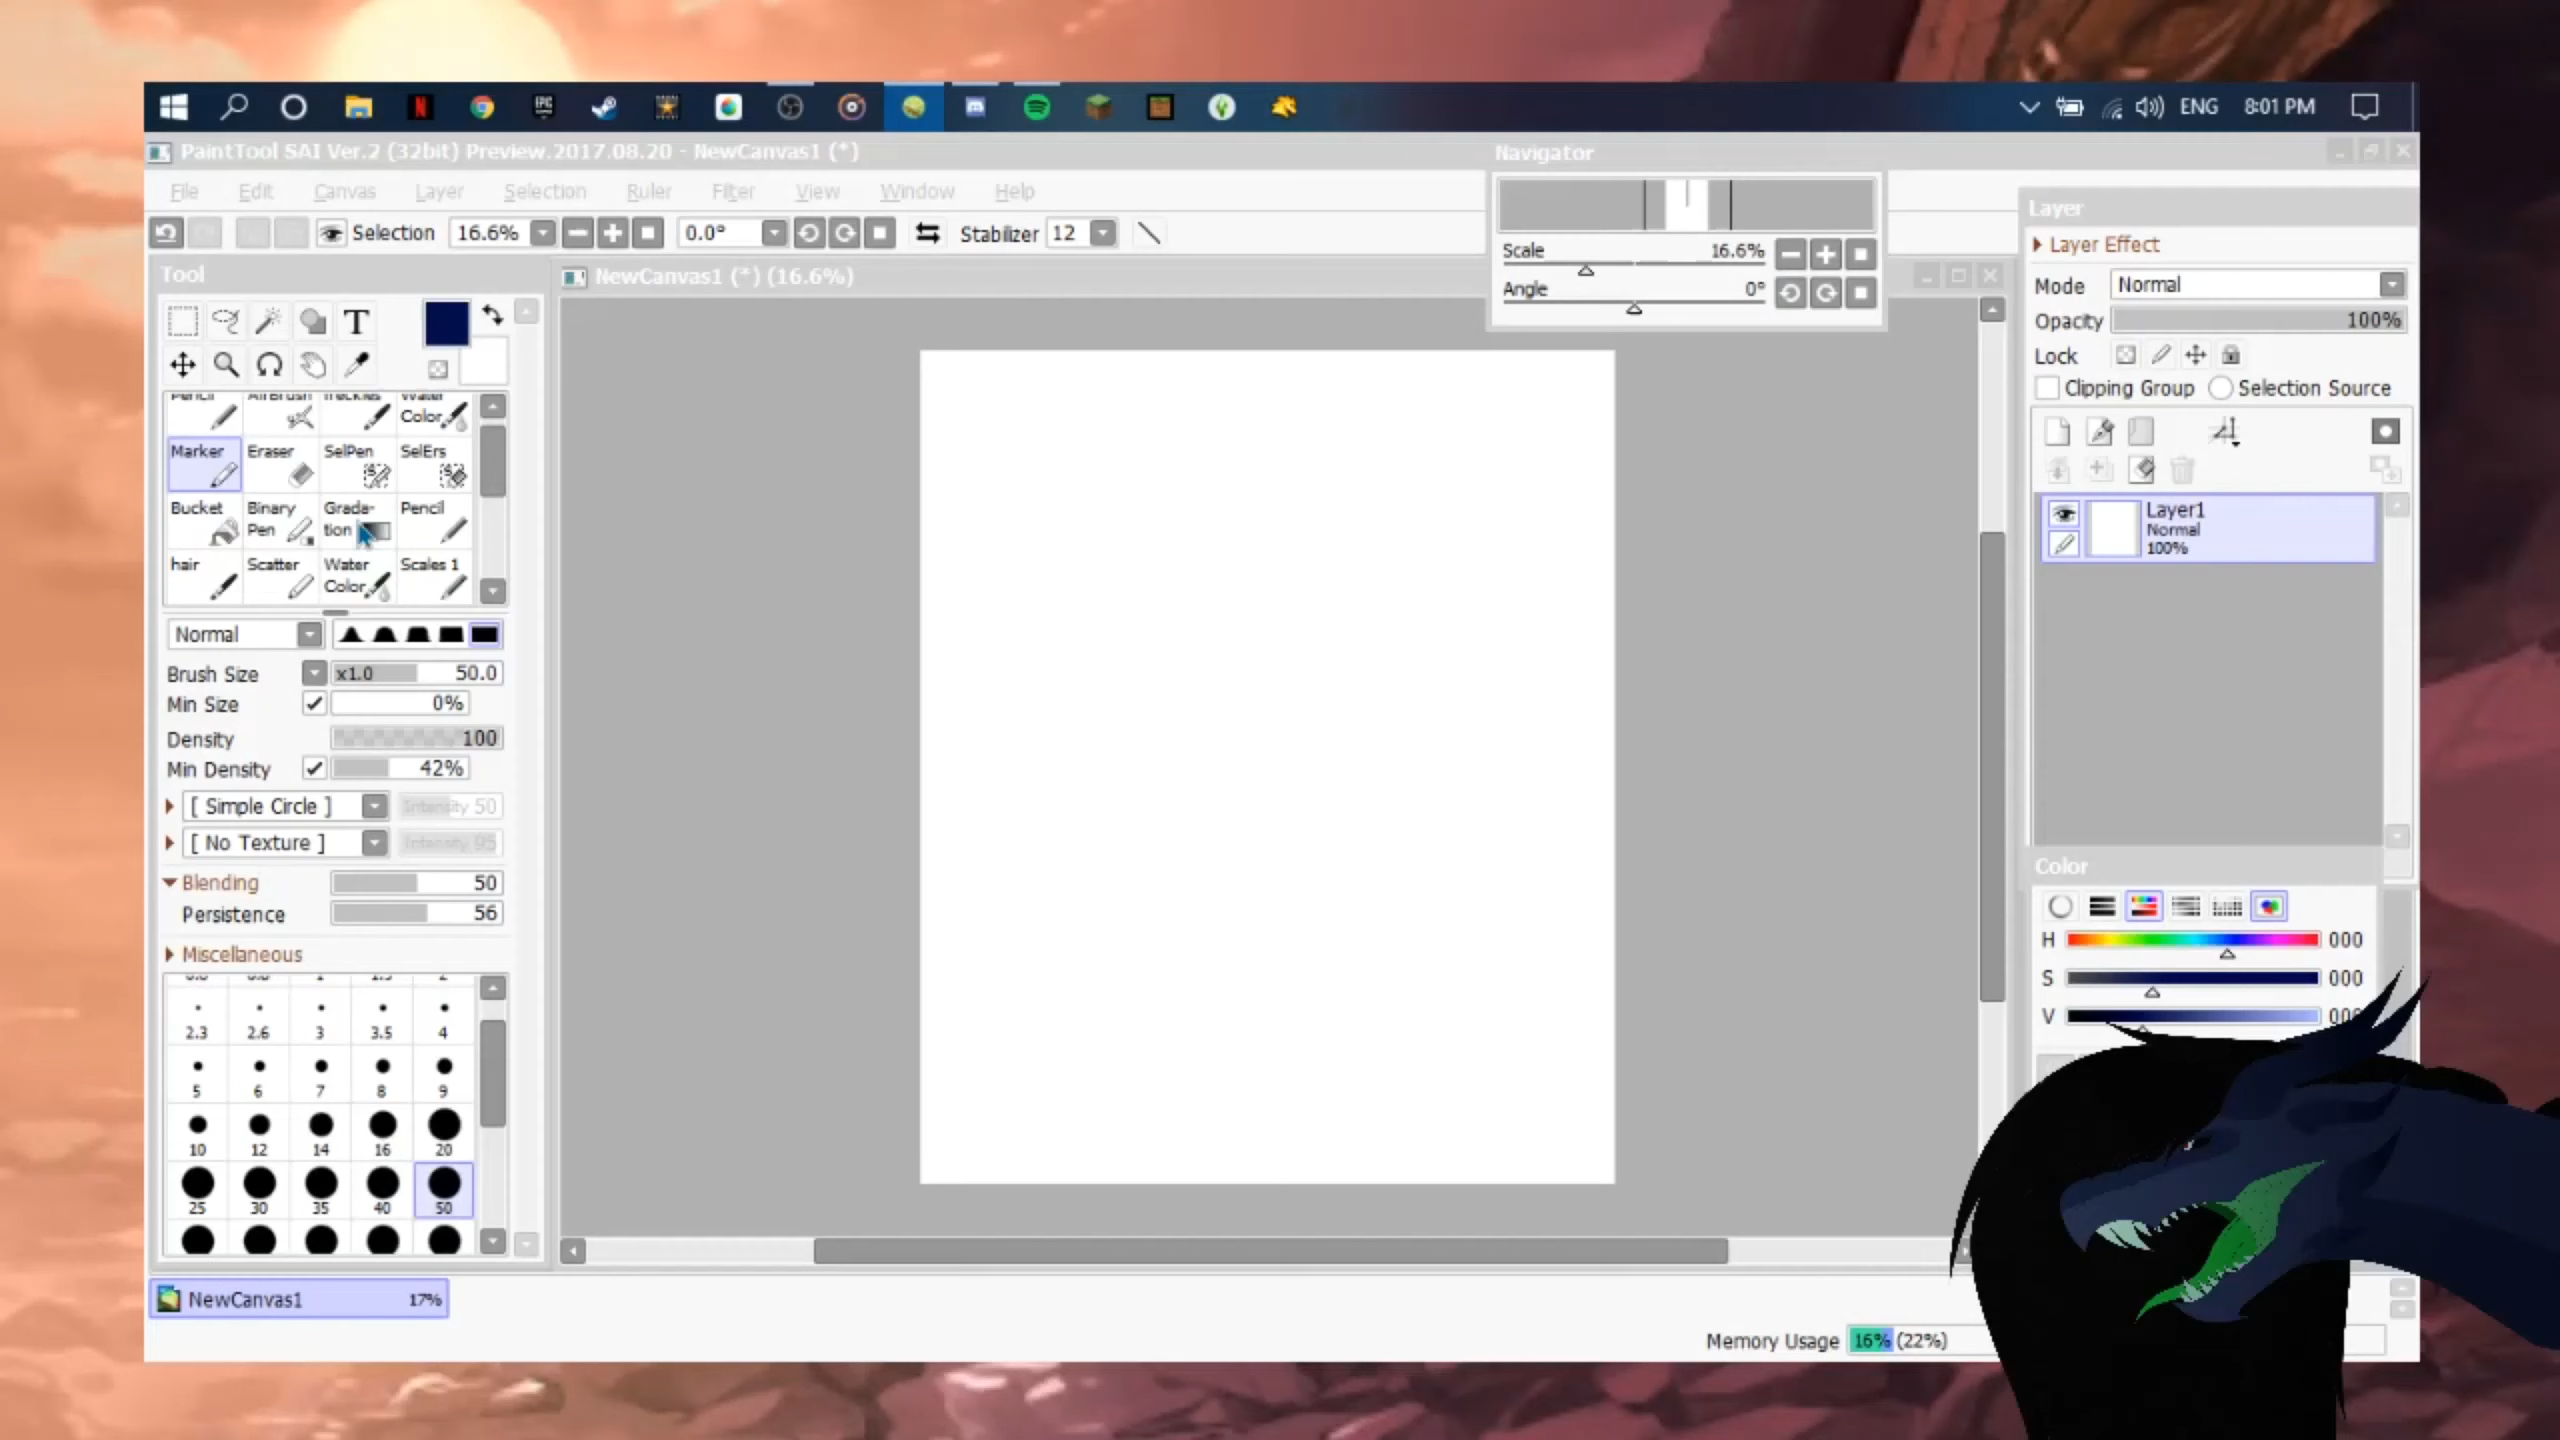 EPIC
ENG 8:01 PM
PaintTool SAI Ver.2 (32bit) Preview.2017.08.20 - NewCanvas1 (*)
Navigator
File Edit Canvas Layer Selection Ruler Filter View Window Help
Selection 16.6% 0.0° Stabilizer 12
Scale 16.6%
Angle 0°
Layer
Layer Effect
Mode Normal
Opacity 100%
Lock
Clipping Group Selection Source
Layer1
Normal
100%
Tool
T
NewCanvas1 (*) (16.6%)
Pencil AirBrush freckles Water
Color
Marker Eraser SelPen SelErs
Bucket Binary Grada- Pencil
Pen tion
hair Scatter Water Scales 1
Color
Normal
Brush Size x1.0 50.0
Min Size 0%
Density 100
Min Density 42%
[ Simple Circle ] Intensity 50
[ No Texture ] Intensity 95
Blending 50
Persistence 56
Miscellaneous
2.3 2.6 3 3.5 4
5 6 7 8 9
10 12 14 16 20
25 30 35 40 50
Color
H 000
S 000
V 000
NewCanvas1 17%
Memory Usage 16% (22%)